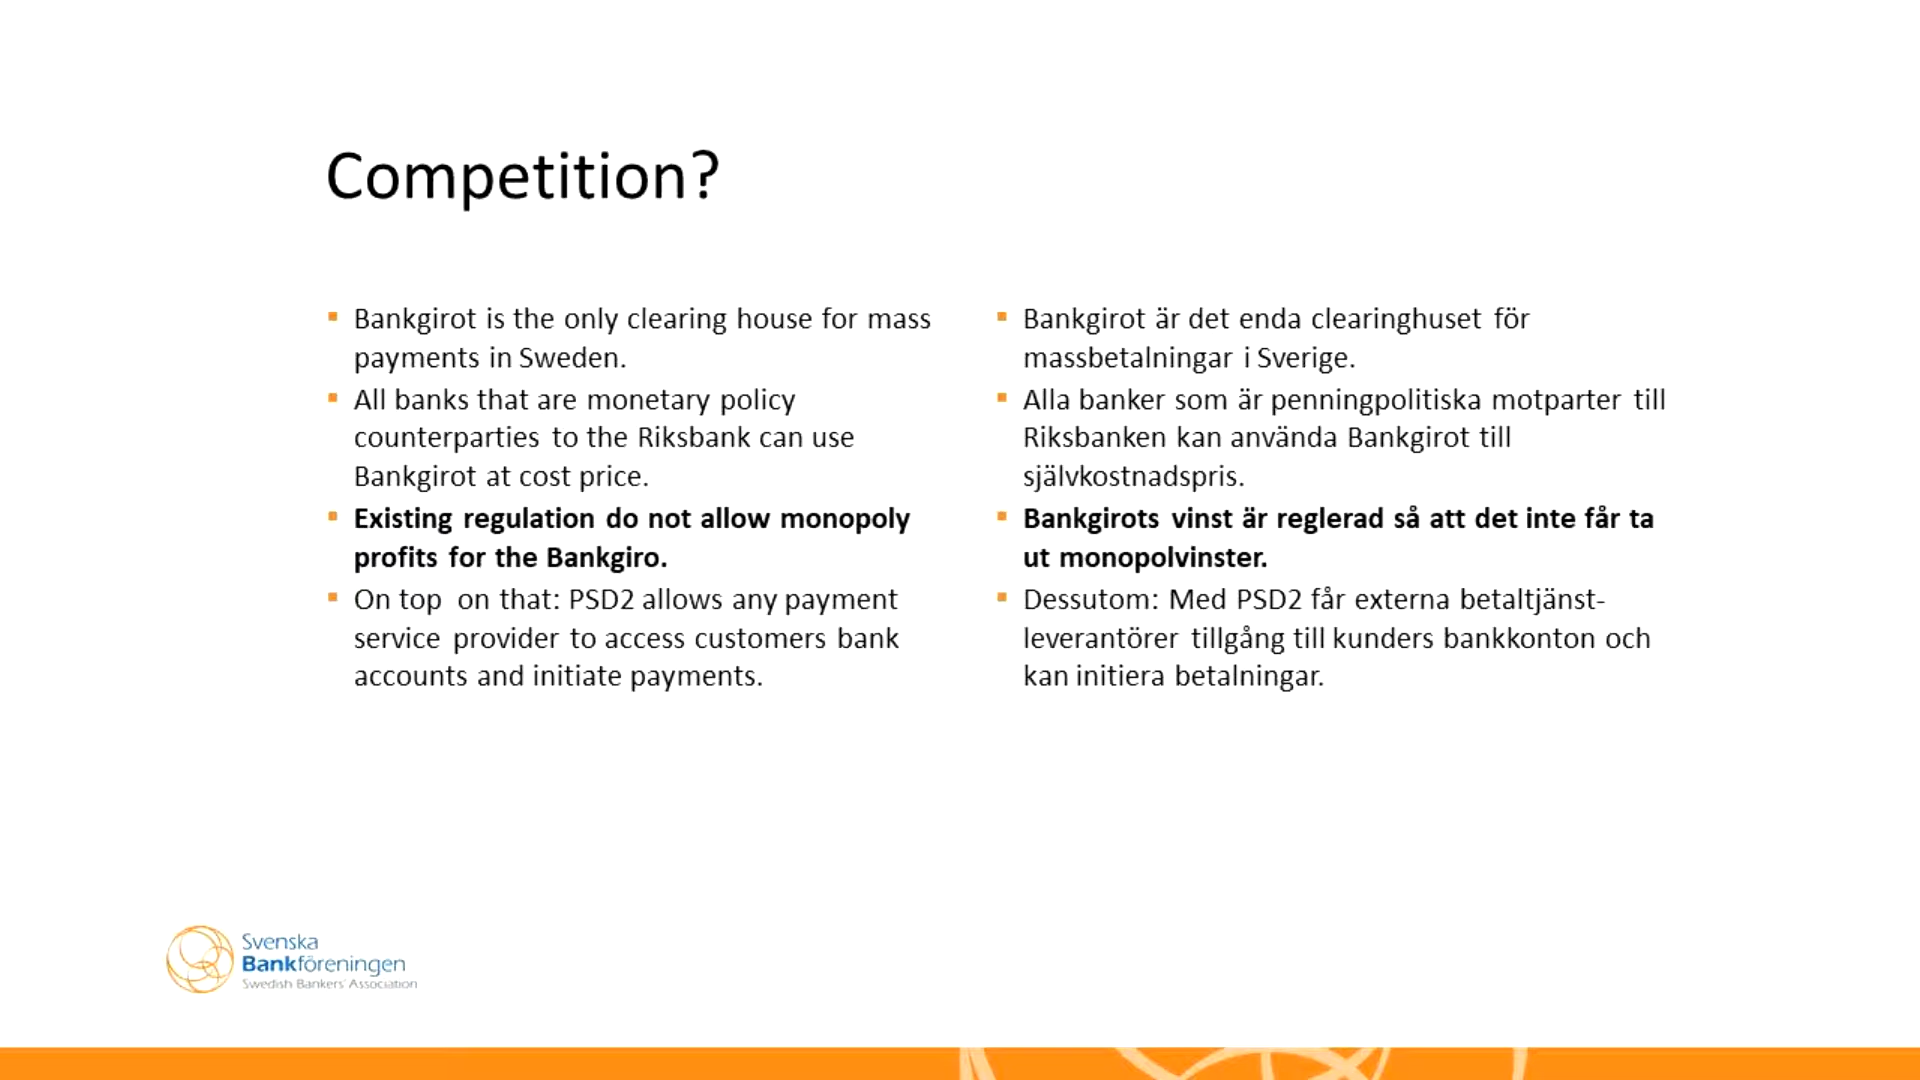 Competition?
▪ Bankgirot is the only clearing house for mass
payments in Sweden.
▪ All banks that are monetary policy
counterparties to the Riksbank can use
Bankgirot at cost price.
▪ Existing regulation do not allow monopoly
profits for the Bankgiro.
▪ On top on that: PSD2 allows any payment
service provider to access customers bank
accounts and initiate payments.
▪ Bankgirot är det enda clearinghuset för
massbetalningar i Sverige.
▪ Alla banker som är penningpolitiska motparter till
Riksbanken kan använda Bankgirot till
självkostnadspris.
▪ Bankgirots vinst är reglerad så att det inte får ta
ut monopolvinster.
▪ Dessutom: Med PSD2 får externa betaltjänst-
leverantörer tillgång till kunders bankkonton och
kan initiera betalningar.
Svenska
Bankföreningen
Swedish Bankers' Association